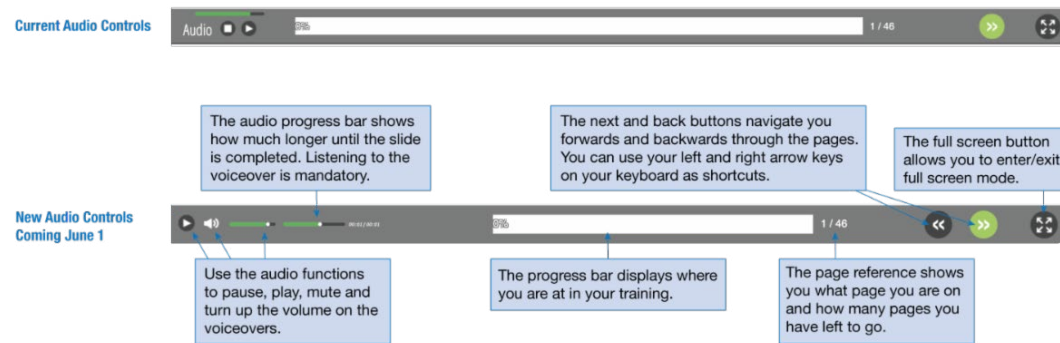 Current Audio Controls
Audio
1 / 46
The audio progress bar shows
how much longer until the slide
is completed. Listening to the
voiceover is mandatory.
The next and back buttons navigate you
forwards and backwards through the pages.
You can use your left and right arrow keys
on your keyboard as shortcuts.
The full screen button
allows you to enter/exit
full screen mode.
New Audio Controls
Coming June 1
1 / 46
Use the audio functions
to pause, play, mute and
turn up the volume on the
voiceovers.
The progress bar displays where
you are at in your training.
The page reference shows
you what page you are on
and how many pages you
have left to go.